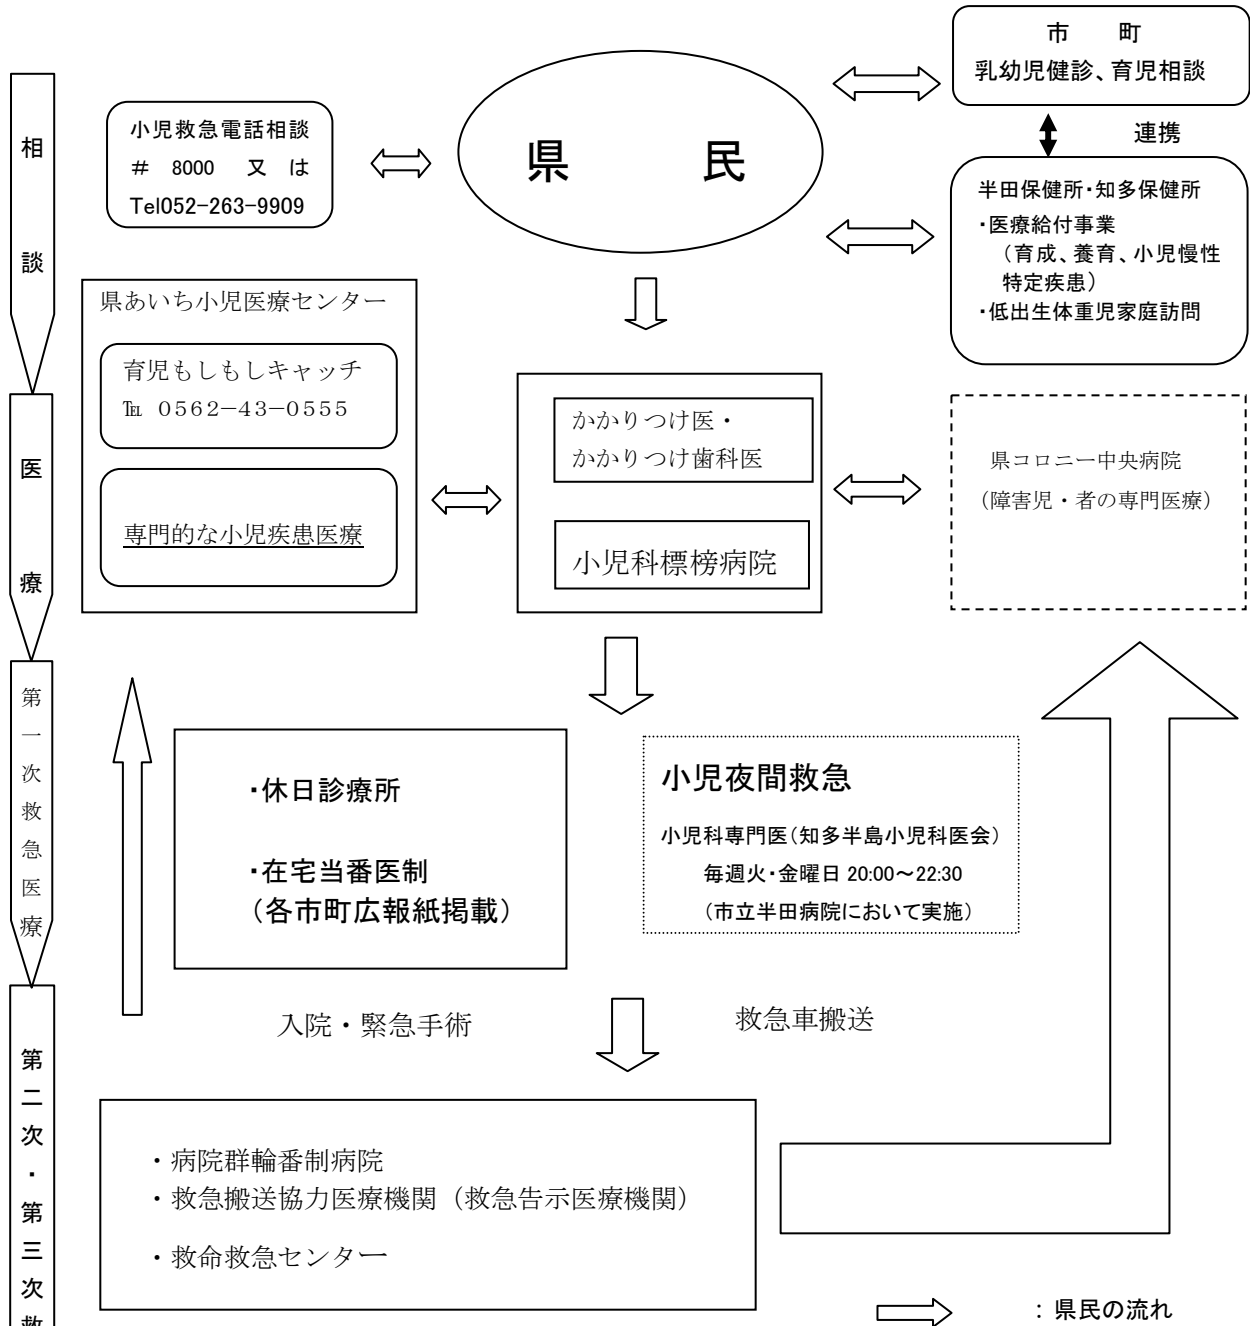 市　　町
乳幼児健診、育児相談
連携
相談
小児救急電話相談
＃　8000　又　は
Tel052-263-9909
県　　民
半田保健所・知多保健所
・医療給付事業
（育成、養育、小児慢性
特定疾患）
・低出生体重児家庭訪問
県あいち小児医療センター
育児もしもしキャッチ
℡　0562－43－0555
専門的な小児疾患医療
医療
かかりつけ医・
かかりつけ歯科医
小児科標榜病院
県コロニー中央病院
（障害児・者の専門医療）
第一次救急医療
・休日診療所
・在宅当番医制
（各市町広報紙掲載）
小児夜間救急
小児科専門医（知多半島小児科医会）
毎週火・金曜日 20:00～22:30
（市立半田病院において実施）
入院・緊急手術
救急車搬送
第二次・第三次救
・病院群輪番制病院
・救急搬送協力医療機関（救急告示医療機関）
・救命救急センター
：県民の流れ